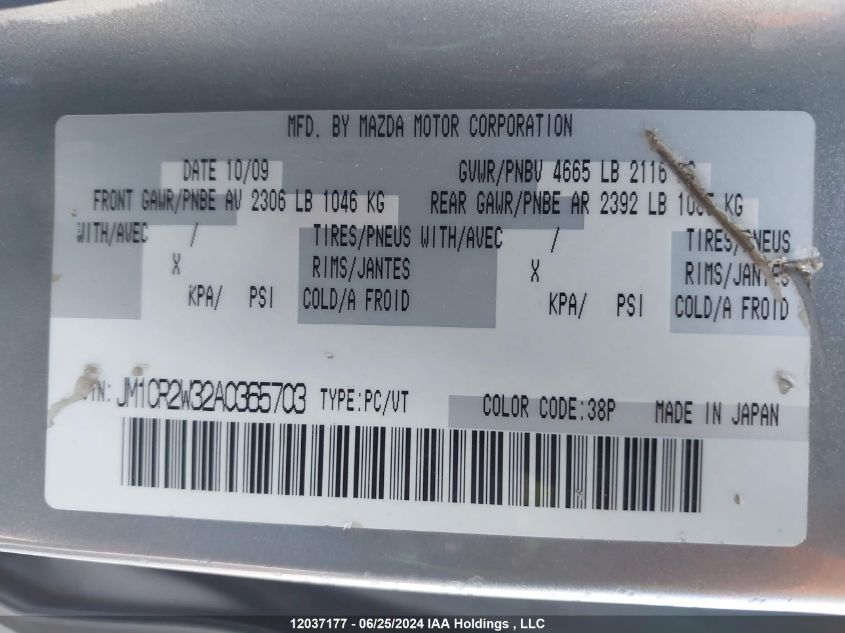 MFD. BY MAZDA MOTOR CORPORATION
DATE 10/09 GVWR/PNBV 4665 LB 2116
FRONT GAWR/PNBE AV 2306 LB 1046 KG REAR GAWR/PNBE AR 2392 LB KG
WITH/AVEC / TIRES/PNEUS WITH/AVEC / TIRES/PNEUS
X RIMS/JANTES X RIMS/JANTES
KPA/ PSI COLD/A FROID KPA/ PSI COLD/A FROID
VIN: JM1CR2W32A0365703 TYPE:PC/VT COLOR CODE:38P MADE IN JAPAN
12037177 - 06/25/2024 IAA Holdings , LLC